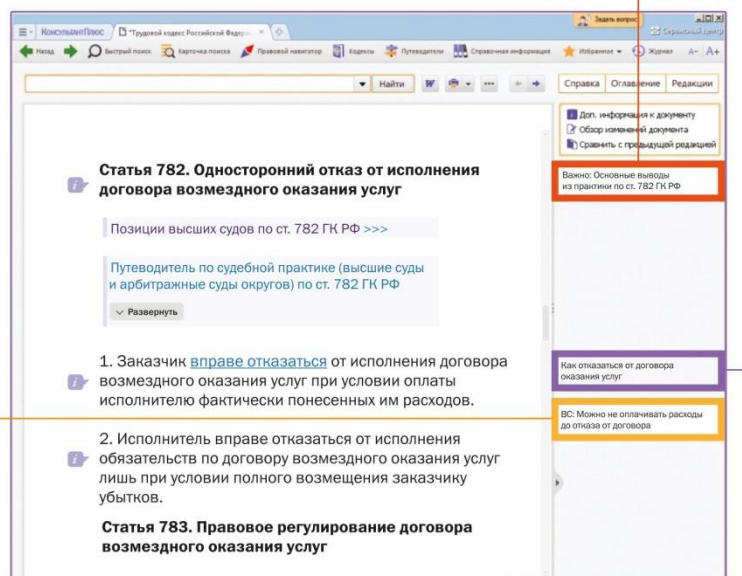 Задать вопрос
КонсультантПлюс
"Трудовой кодекс Российской Федер...
Сервисный центр
Назад
Быстрый поиск
Карточка поиска
Правовой навигатор
Кодексы
Путеводители
Справочная информация
Избранное
Журнал
A- A+
Найти
W
Справка
Оглавление
Редакции
Доп. информация к документу
Обзор изменений документа
Сравнить с предыдущей редакцией
Важно: Основные выводы
из практики по ст. 782 ГК РФ
Статья 782. Односторонний отказ от исполнения
договора возмездного оказания услуг
Позиции высших судов по ст. 782 ГК РФ >>>
Путеводитель по судебной практике (высшие суды
и арбитражные суды округов) по ст. 782 ГК РФ
Развернуть
1. Заказчик вправе отказаться от исполнения договора
возмездного оказания услуг при условии оплаты
исполнителю фактически понесенных им расходов.
Как отказаться от договора
оказания услуг
ВС: Можно не оплачивать расходы
до отказа от договора
2. Исполнитель вправе отказаться от исполнения
обязательств по договору возмездного оказания услуг
лишь при условии полного возмещения заказчику
убытков.
Статья 783. Правовое регулирование договора
возмездного оказания услуг